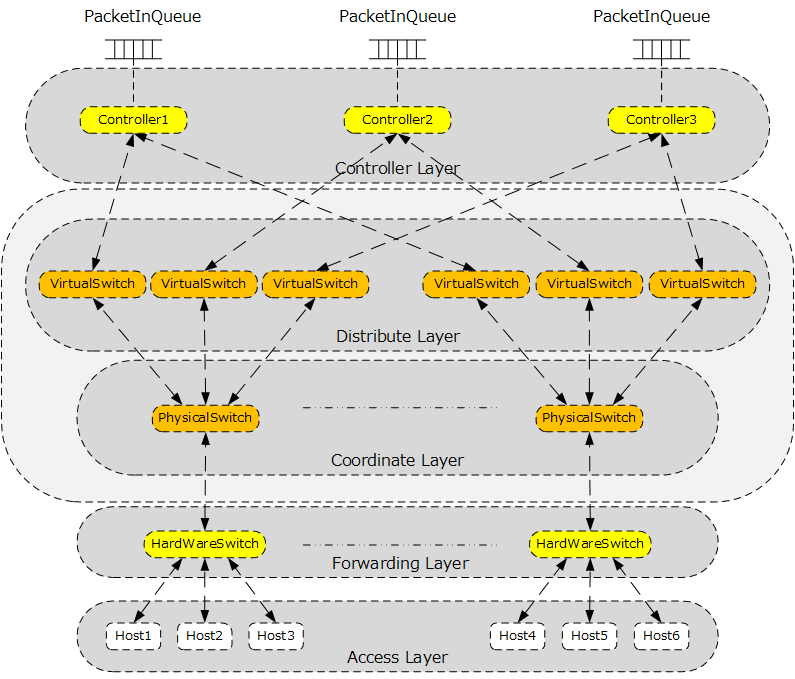 PacketInQueue PacketInQueue PacketInQueue
Controller1 Controller2 Controller3
Controller Layer
VirtualSwitch VirtualSwitch VirtualSwitch VirtualSwitch VirtualSwitch VirtualSwitch
Distribute Layer
PhysicalSwitch PhysicalSwitch
Coordinate Layer
HardWareSwitch HardWareSwitch
Forwarding Layer
Host1 Host2 Host3 Host4 Host5 Host6
Access Layer